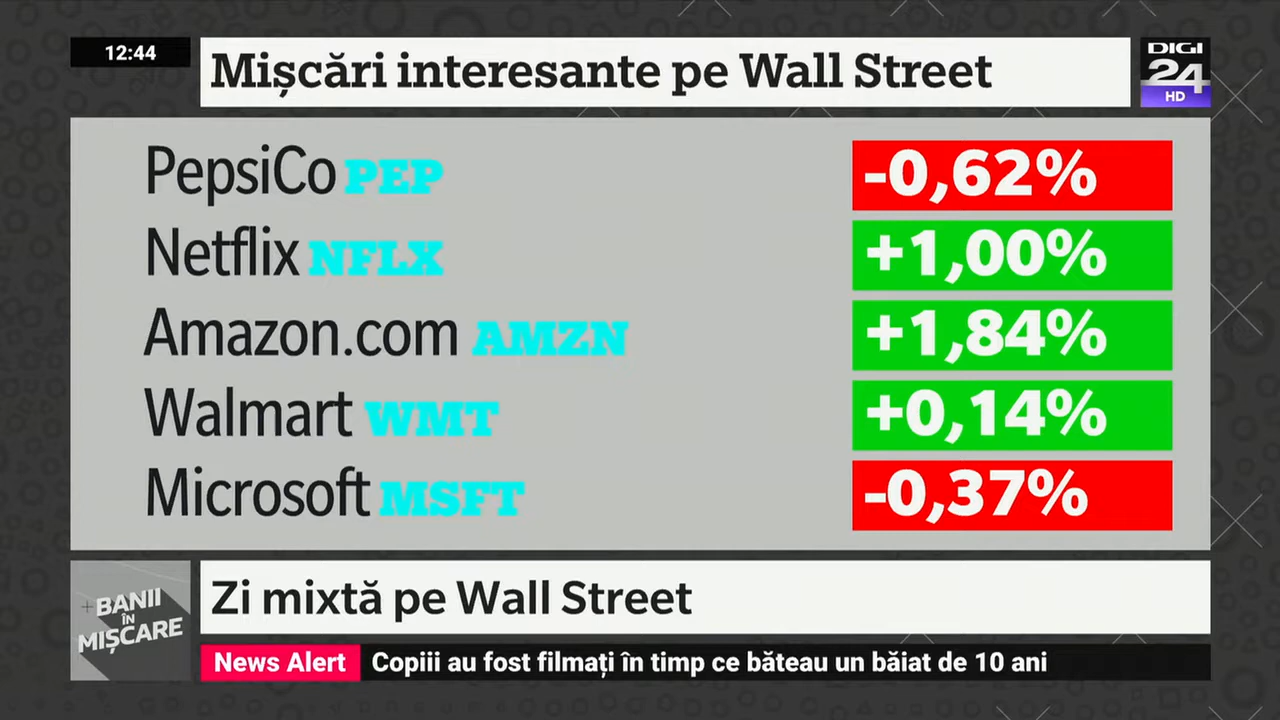 12:44
Mișcări interesante pe Wall Street
DIGI
24
HD
PepsiCo PEP -0,62%
Netflix NFLX +1,00%
Amazon.com AMZN +1,84%
Walmart WMT +0,14%
Microsoft MSFT -0,37%
+BANII
ÎN
MIȘCARE
Zi mixtă pe Wall Street
News Alert Copiii au fost filmați în timp ce băteau un băiat de 10 ani